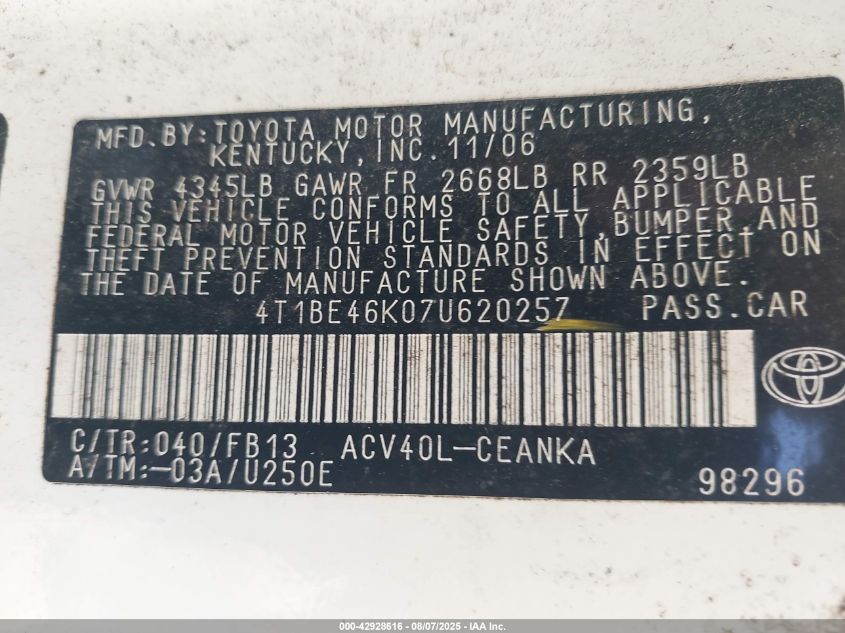 MFD. BY: TOYOTA MOTOR MANUFACTURING,
KENTUCKY, INC. 11/06
GVWR 4345LB GAWR FR 2668LB RR 2359LB
THIS VEHICLE CONFORMS TO ALL APPLICABLE
FEDERAL MOTOR VEHICLE SAFETY, BUMPER, AND
THEFT PREVENTION STANDARDS IN EFFECT ON
THE DATE OF MANUFACTURE SHOWN ABOVE.
4T1BE46K07U620257 PASS. CAR
C/TR: 040/FB13 ACV40L-CEANKA
A/TM: -03A/U250E
98296
000-42928616 - 08/07/2025 - IAA Inc.